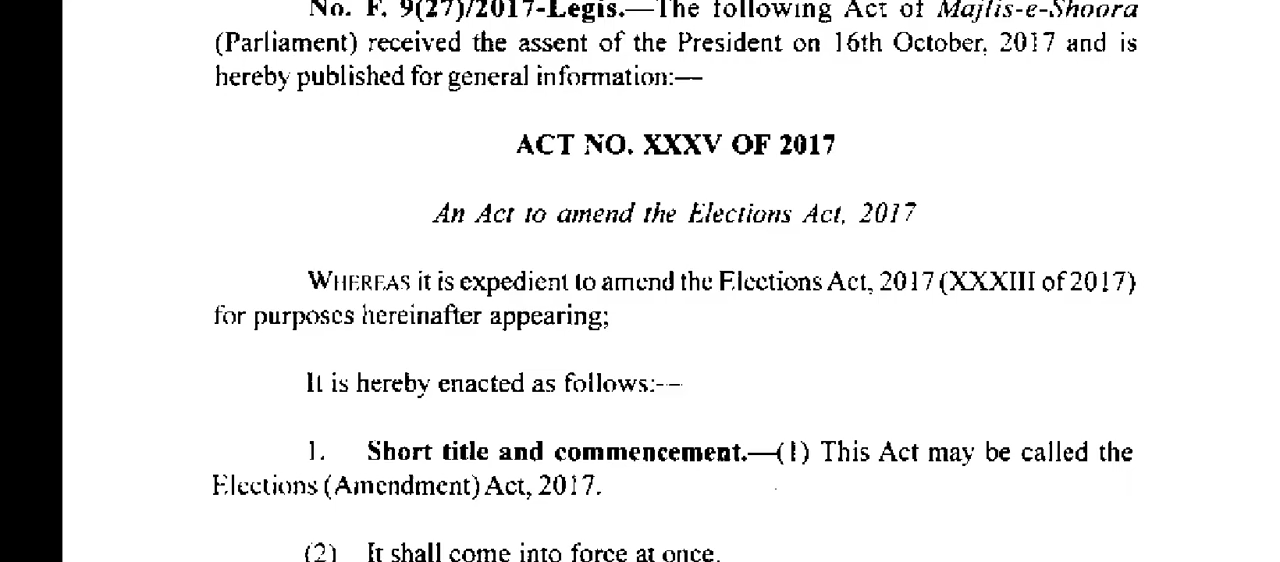 No. F. 9(27)/2017-Legis.—The following Act of Majlis-e-Shoora
(Parliament) received the assent of the President on 16th October, 2017 and is
hereby published for general information:—
ACT NO. XXXV OF 2017
An Act to amend the Elections Act, 2017
WHEREAS it is expedient to amend the Elections Act, 2017 (XXXIII of 2017)
for purposes hereinafter appearing;
It is hereby enacted as follows:—
1. Short title and commencement.—(1) This Act may be called the
Elections (Amendment) Act, 2017.
(2) It shall come into force at once.